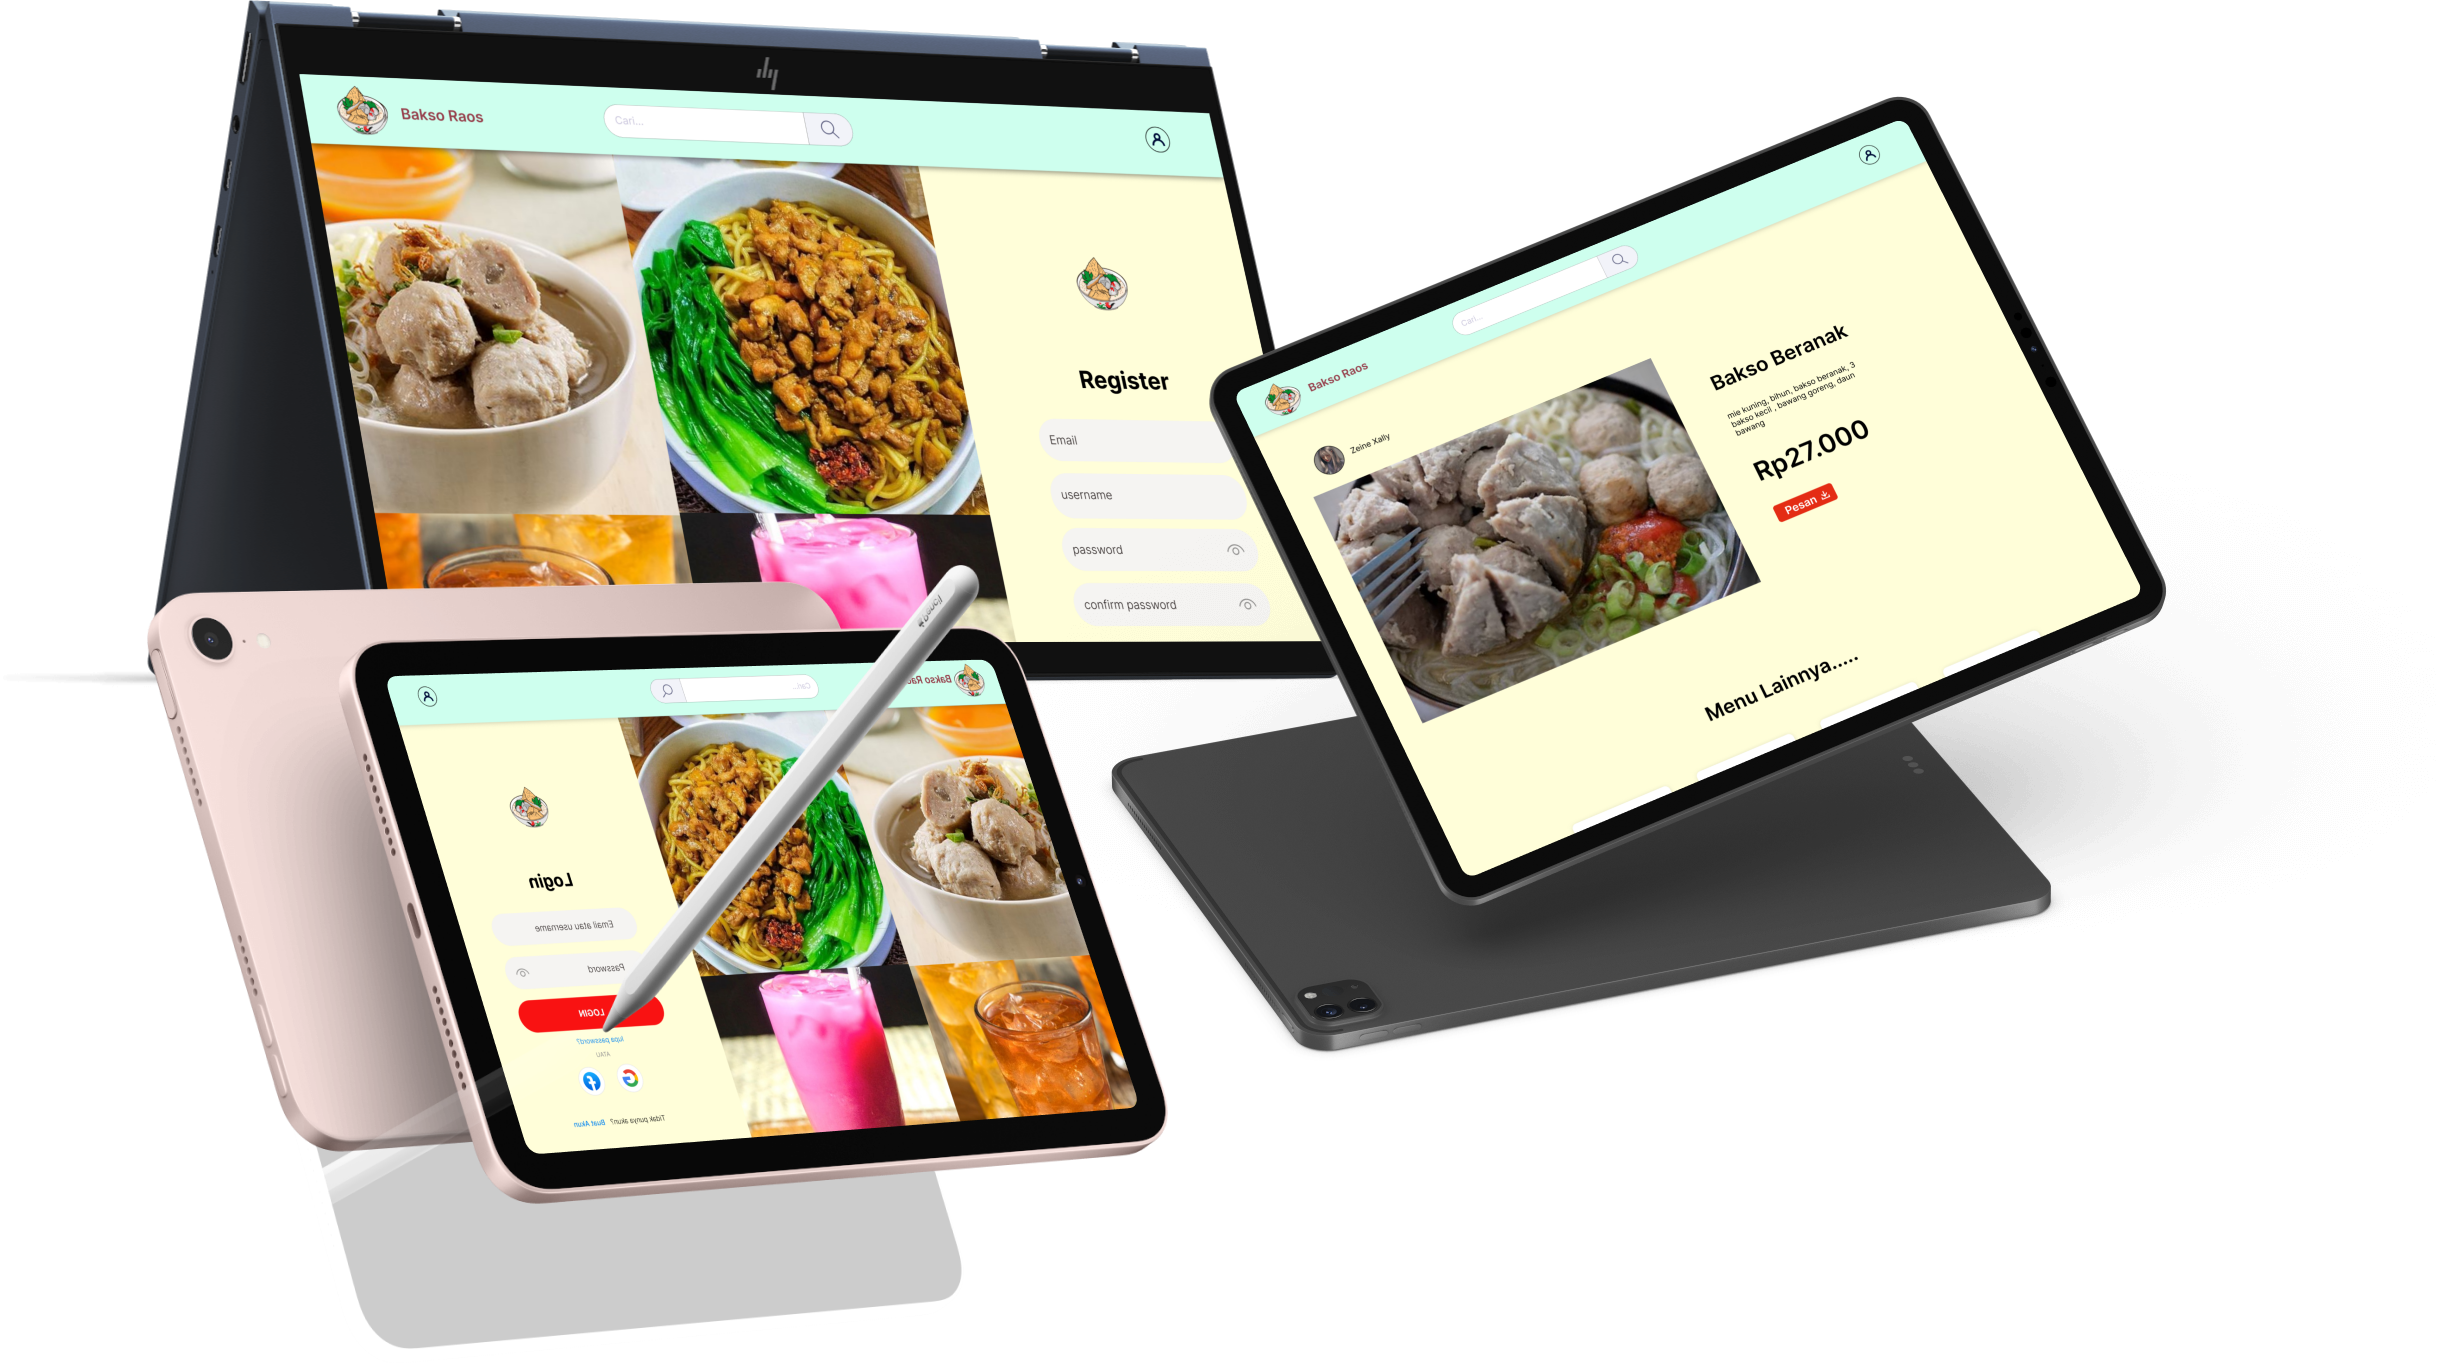 Bakso Raos
Cari...
Register
Email
username
password
confirm password
Bakso Raos
Cari...
Zeine Xally
Bakso Beranak
mie kuning, bihun, bakso beranak, 3
bakso kecil , bawang goreng, daun
bawang
Rp27.000
Pesan
Menu Lainnya.....
Bakso Rao
Cari...
Login
Email atau username
Password
LOGIN
lupa password?
ATAU
Tidak punya akun? Buat Akun